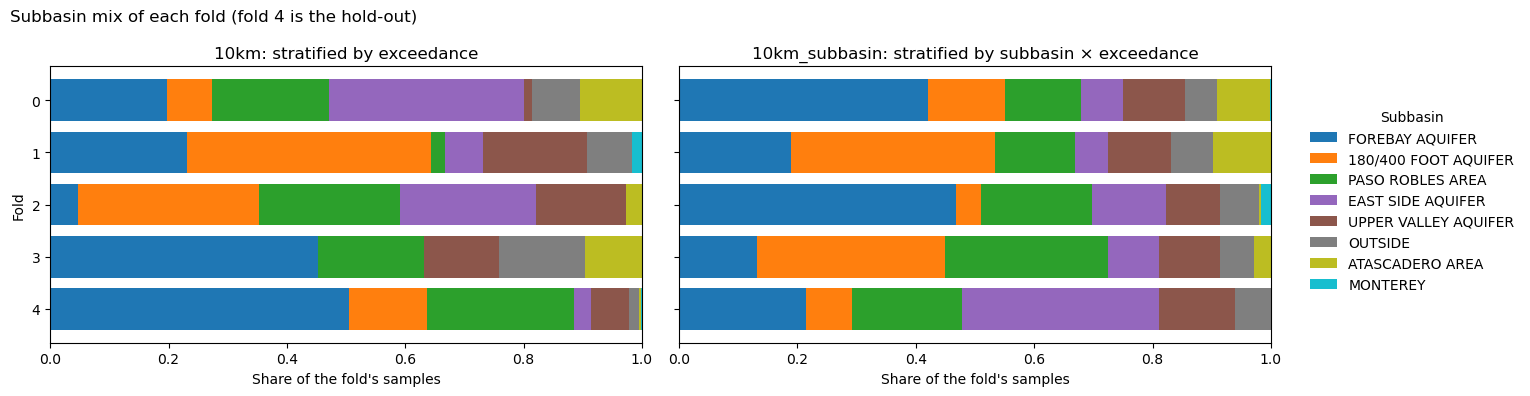 Subbasin mix of each fold (fold 4 is the hold-out)
10km: stratified by exceedance
10km_subbasin: stratified by subbasin × exceedance
Fold
0
1
2
3
4
0.0 0.2 0.4 0.6 0.8 1.0
Share of the fold's samples
0.0 0.2 0.4 0.6 0.8 1.0
Share of the fold's samples
Subbasin
FOREBAY AQUIFER
180/400 FOOT AQUIFER
PASO ROBLES AREA
EAST SIDE AQUIFER
UPPER VALLEY AQUIFER
OUTSIDE
ATASCADERO AREA
MONTEREY